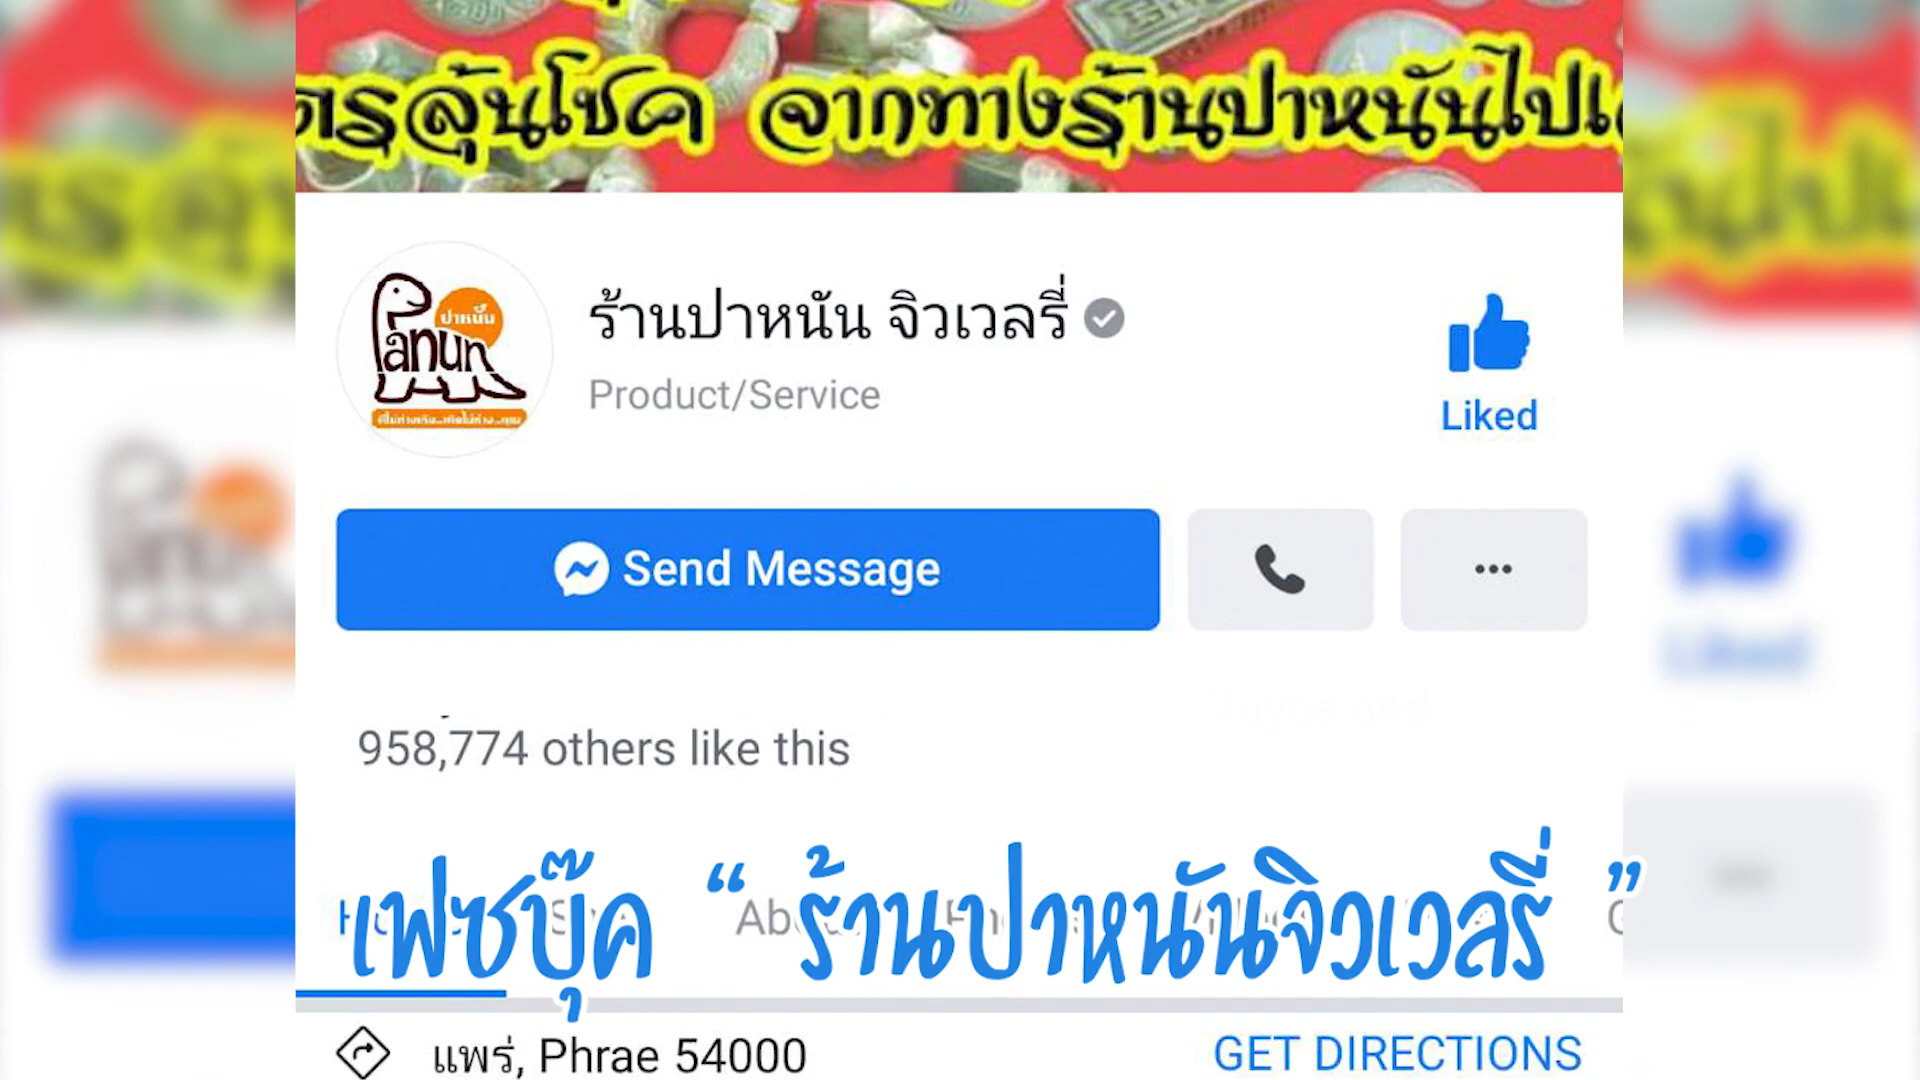 ตรลุ้นโชค จากทางร้านปาหนันไปเ
ปาหนัน
Panun
ร้านปาหนัน จิวเวลรี่
Product/Service
Liked
Send Message
958,774 others like this
เฟซบุ๊ค “ ร้านปาหนันจิวเวลรี่ ”
แพร่, Phrae 54000
GET DIRECTIONS